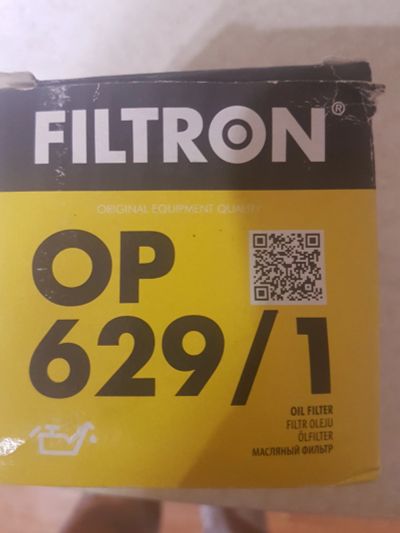 FILTRON®
ORIGINAL EQUIPMENT QUALITY
OP
629/1
OIL FILTER
FILTR OLEJU
ÖLFILTER
МАСЛЯНЫЙ ФИЛЬТР